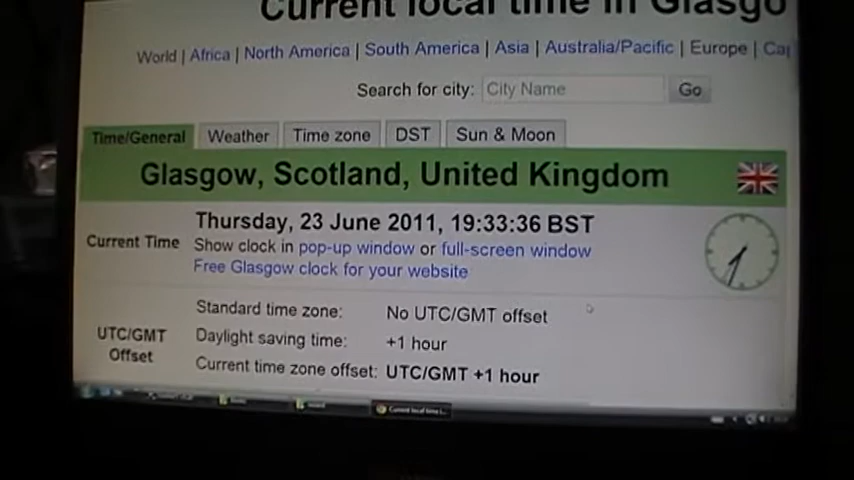 Current local time in Glasgo
World | Africa | North America | South America | Asia | Australia/Pacific | Europe | Cap
Search for city: City Name Go
Time/General Weather Time zone DST Sun & Moon
Glasgow, Scotland, United Kingdom
Current Time
Thursday, 23 June 2011, 19:33:36 BST
Show clock in pop-up window or full-screen window
Free Glasgow clock for your website
UTC/GMT Offset
Standard time zone: No UTC/GMT offset
Daylight saving time: +1 hour
Current time zone offset: UTC/GMT +1 hour
Current local time i...